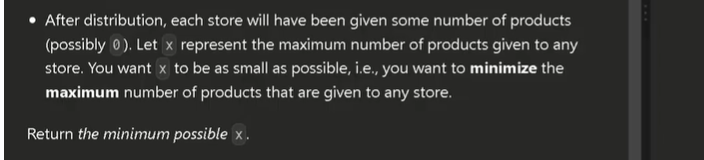 • After distribution, each store will have been given some number of products
(possibly 0). Let x represent the maximum number of products given to any
store. You want x to be as small as possible, i.e., you want to minimize the
maximum number of products that are given to any store.
Return the minimum possible x.